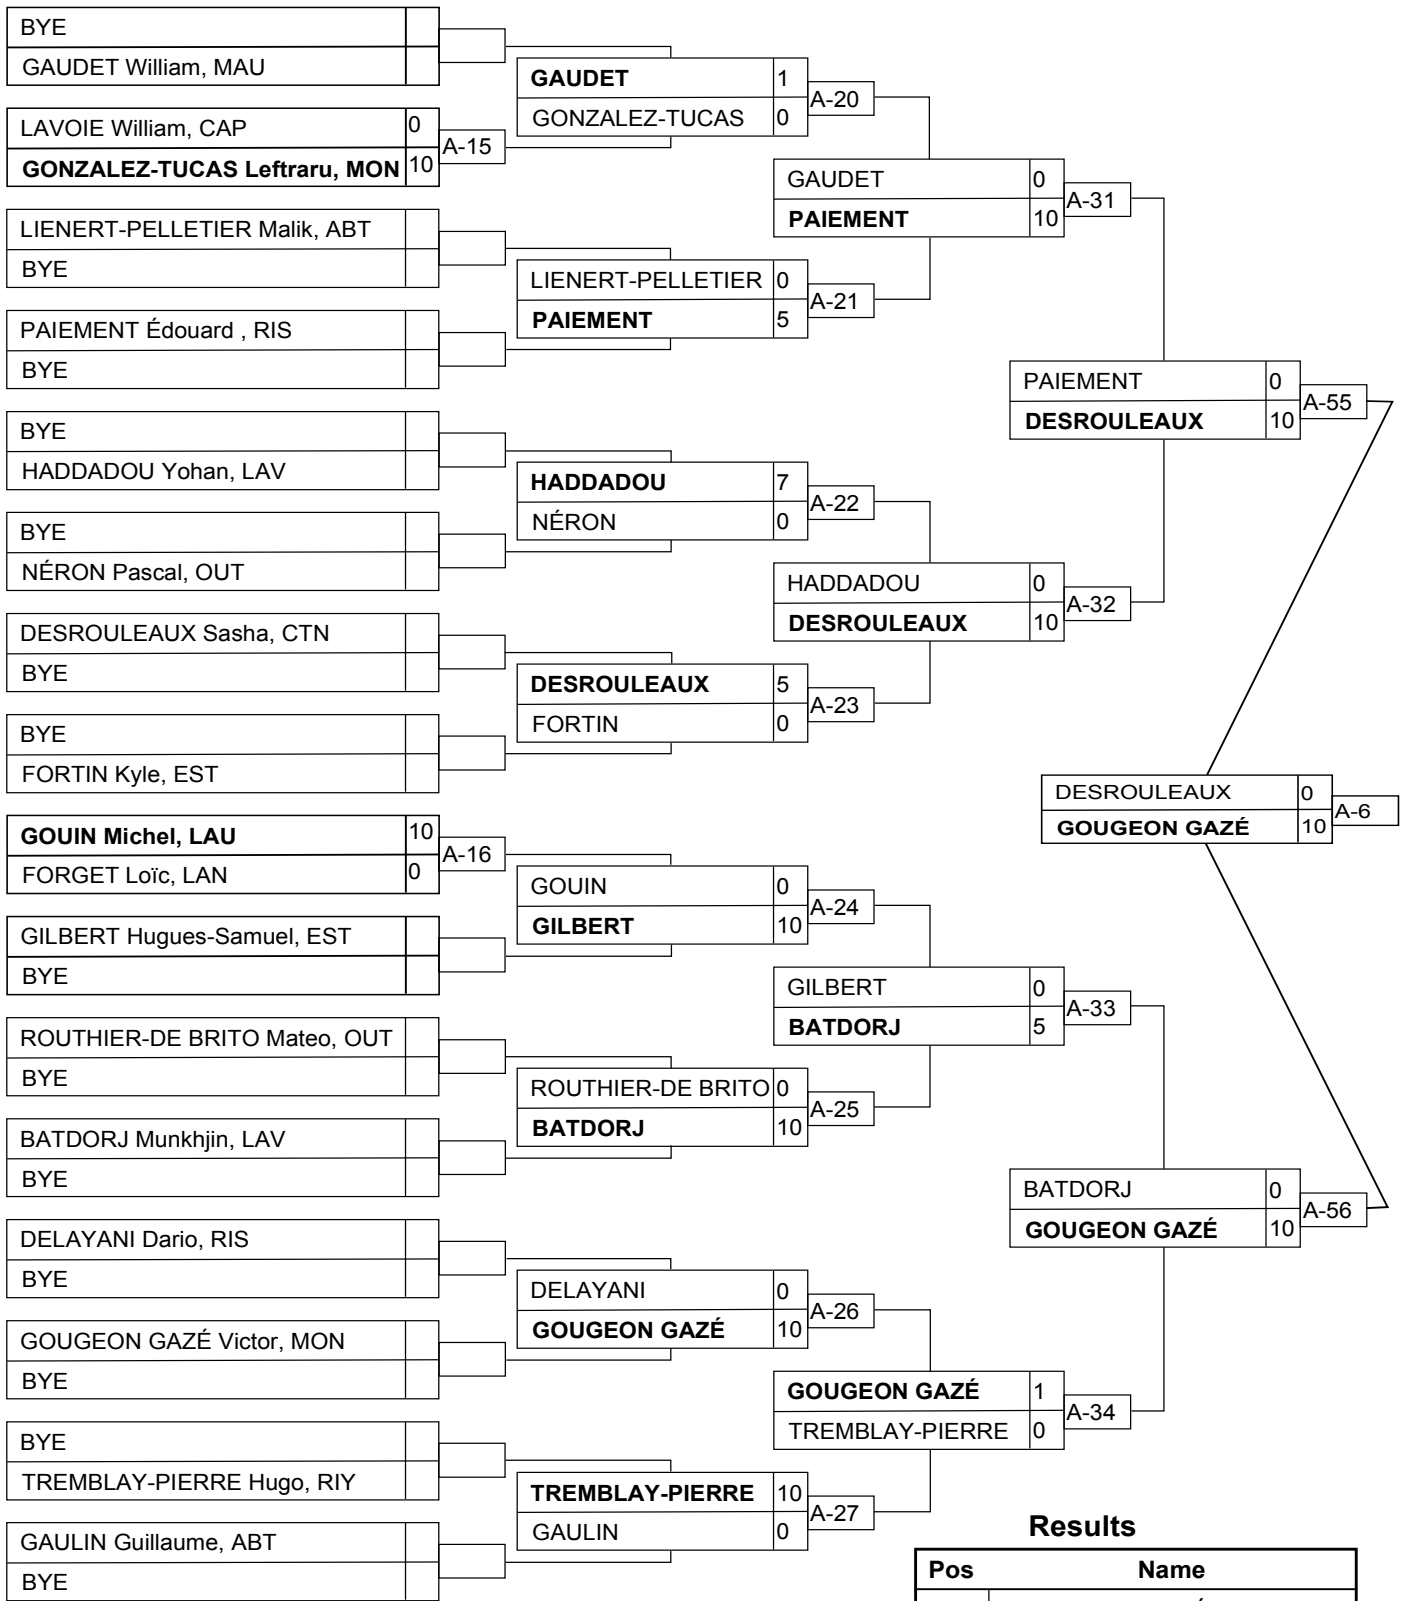 BYE
GAUDET William, MAU
LAVOIE William, CAP 0
GONZALEZ-TUCAS Leftraru, MON 10
A-15
LIENERT-PELLETIER Malik, ABT
BYE
PAIEMENT Édouard , RIS
BYE
BYE
HADDADOU Yohan, LAV
BYE
NÉRON Pascal, OUT
DESROULEAUX Sasha, CTN
BYE
BYE
FORTIN Kyle, EST
GOUIN Michel, LAU 10
FORGET Loïc, LAN 0
A-16
GILBERT Hugues-Samuel, EST
BYE
ROUTHIER-DE BRITO Mateo, OUT
BYE
BATDORJ Munkhjin, LAV
BYE
DELAYANI Dario, RIS
BYE
GOUGEON GAZÉ Victor, MON
BYE
BYE
TREMBLAY-PIERRE Hugo, RIY
GAULIN Guillaume, ABT
BYE
GAUDET 1
GONZALEZ-TUCAS 0
A-20
LIENERT-PELLETIER 0
PAIEMENT 5
A-21
HADDADOU 7
NÉRON 0
A-22
DESROULEAUX 5
FORTIN 0
A-23
GOUIN 0
GILBERT 10
A-24
ROUTHIER-DE BRITO 0
BATDORJ 10
A-25
DELAYANI 0
GOUGEON GAZÉ 10
A-26
TREMBLAY-PIERRE 10
GAULIN 0
A-27
GAUDET 0
PAIEMENT 10
A-31
HADDADOU 0
DESROULEAUX 10
A-32
GILBERT 0
BATDORJ 5
A-33
GOUGEON GAZÉ 1
TREMBLAY-PIERRE 0
A-34
PAIEMENT 0
DESROULEAUX 10
A-55
BATDORJ 0
GOUGEON GAZÉ 10
A-56
DESROULEAUX 0
GOUGEON GAZÉ 10
A-6
Results
Pos Name